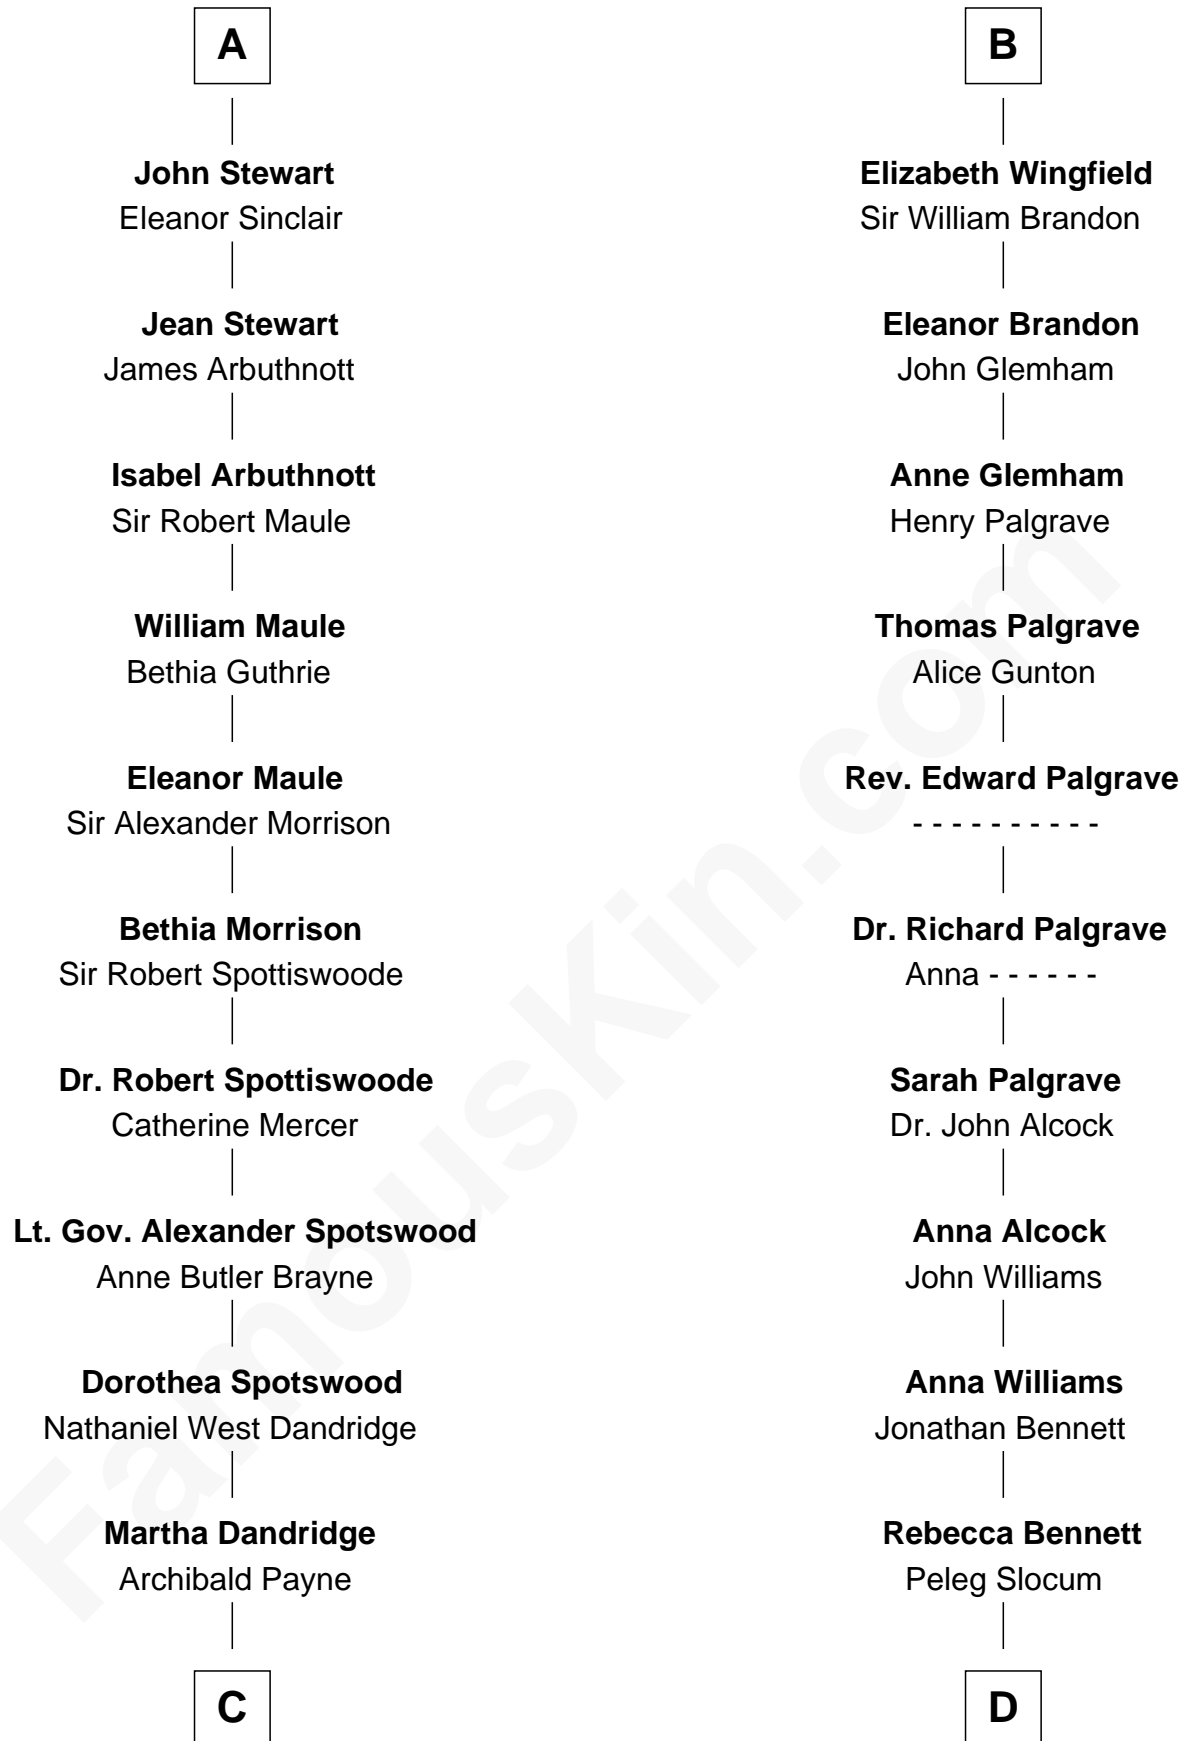 A
John Stewart
Eleanor Sinclair
Jean Stewart
James Arbuthnott
Isabel Arbuthnott
Sir Robert Maule
William Maule
Bethia Guthrie
Eleanor Maule
Sir Alexander Morrison
Bethia Morrison
Sir Robert Spottiswoode
Dr. Robert Spottiswoode
Catherine Mercer
Lt. Gov. Alexander Spotswood
Anne Butler Brayne
Dorothea Spotswood
Nathaniel West Dandridge
Martha Dandridge
Archibald Payne
C
B
Elizabeth Wingfield
Sir William Brandon
Eleanor Brandon
John Glemham
Anne Glemham
Henry Palgrave
Thomas Palgrave
Alice Gunton
Rev. Edward Palgrave
- - - - - - - - - -
Dr. Richard Palgrave
Anna - - - - - -
Sarah Palgrave
Dr. John Alcock
Anna Alcock
John Williams
Anna Williams
Jonathan Bennett
Rebecca Bennett
Peleg Slocum
D
FamousKin.com